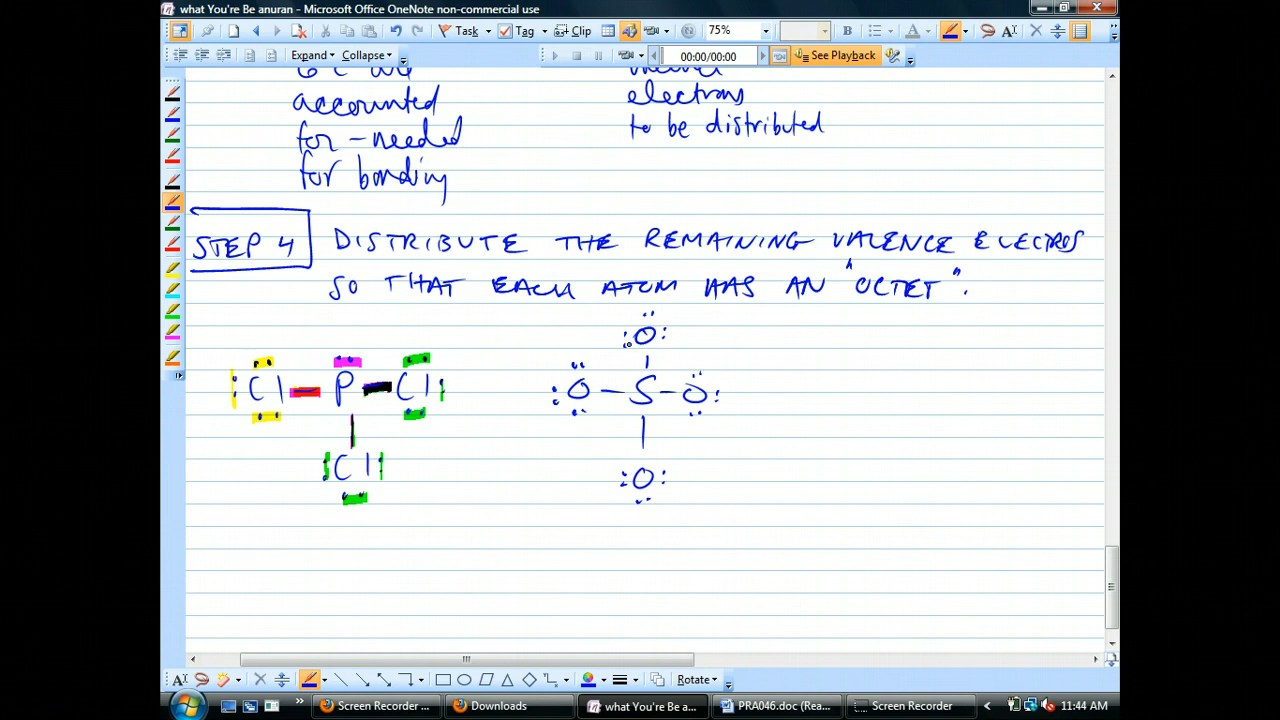 what You're Be anuran - Microsoft Office OneNote non-commercial use
75% Task Tag Clip B A
Expand Collapse 00:00/00:00 See Playback
accounted electrons
for - needed to be distributed
for bonding
STEP 4 DISTRIBUTE THE REMAINING VALENCE ELECTROS
SO THAT EACH ATOM HAS AN "OCTET".
O
Cl P Cl O S O
Cl O
Rotate
Screen Recorder ... Downloads what You're Be a... PRA046.doc (Rea... Screen Recorder 11:44 AM